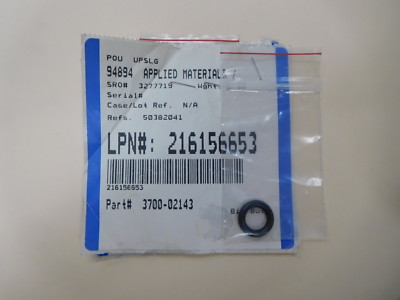 POU UPSLG
94894 APPLIED MATERIALS /
SRO# 3277719
Serial#
Case/Lot Ref. N/A
Refs. 50382041
LPN#: 216156653
216156653
Part# 3700-02143